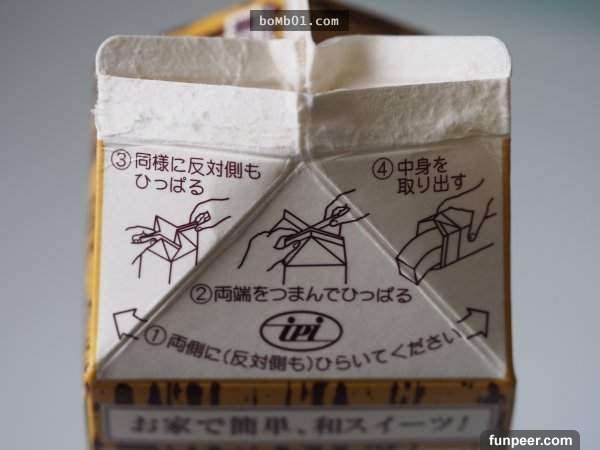 boMb01.com
③同様に反対側も
ひっぱる
④中身を
取り出す
②両端をつまんでひっぱる
ipi
①両側に(反対側も)ひらいてください
お家で簡単、和スイーツ!
funpeer.com